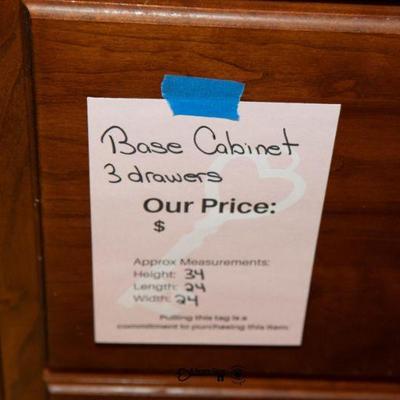 Base Cabinet
3 drawers
Our Price:
$
Approx Measurements:
Height: 34
Length: 24
Width: 24
Pulling this tag is a
commitment to purchasing this item